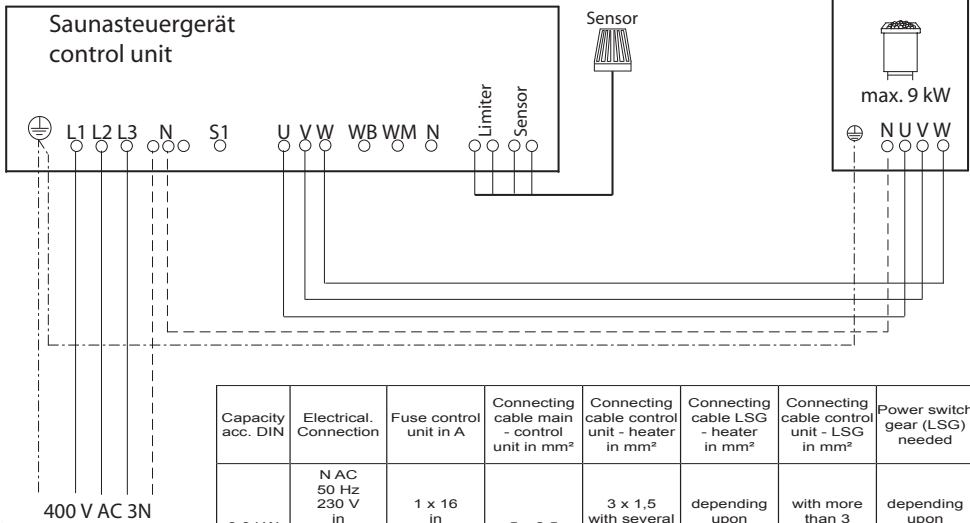 Saunasteuergerät
control unit
Sensor
max. 9 kW
L1 L2 L3 N S1 U V W WB WM N Limiter Sensor
N U V W
400 V AC 3N
Capacity acc. DIN
Electrical. Connection
Fuse control unit in A
Connecting cable main - control unit in mm²
Connecting cable control unit - heater in mm²
Connecting cable LSG - heater in mm²
Connecting cable control unit - LSG in mm²
Power switch gear (LSG) needed
N AC
50 Hz
230 V
in
1 x 16
in
3 x 1,5
with several
depending
upon
with more
than 3
depending
upon